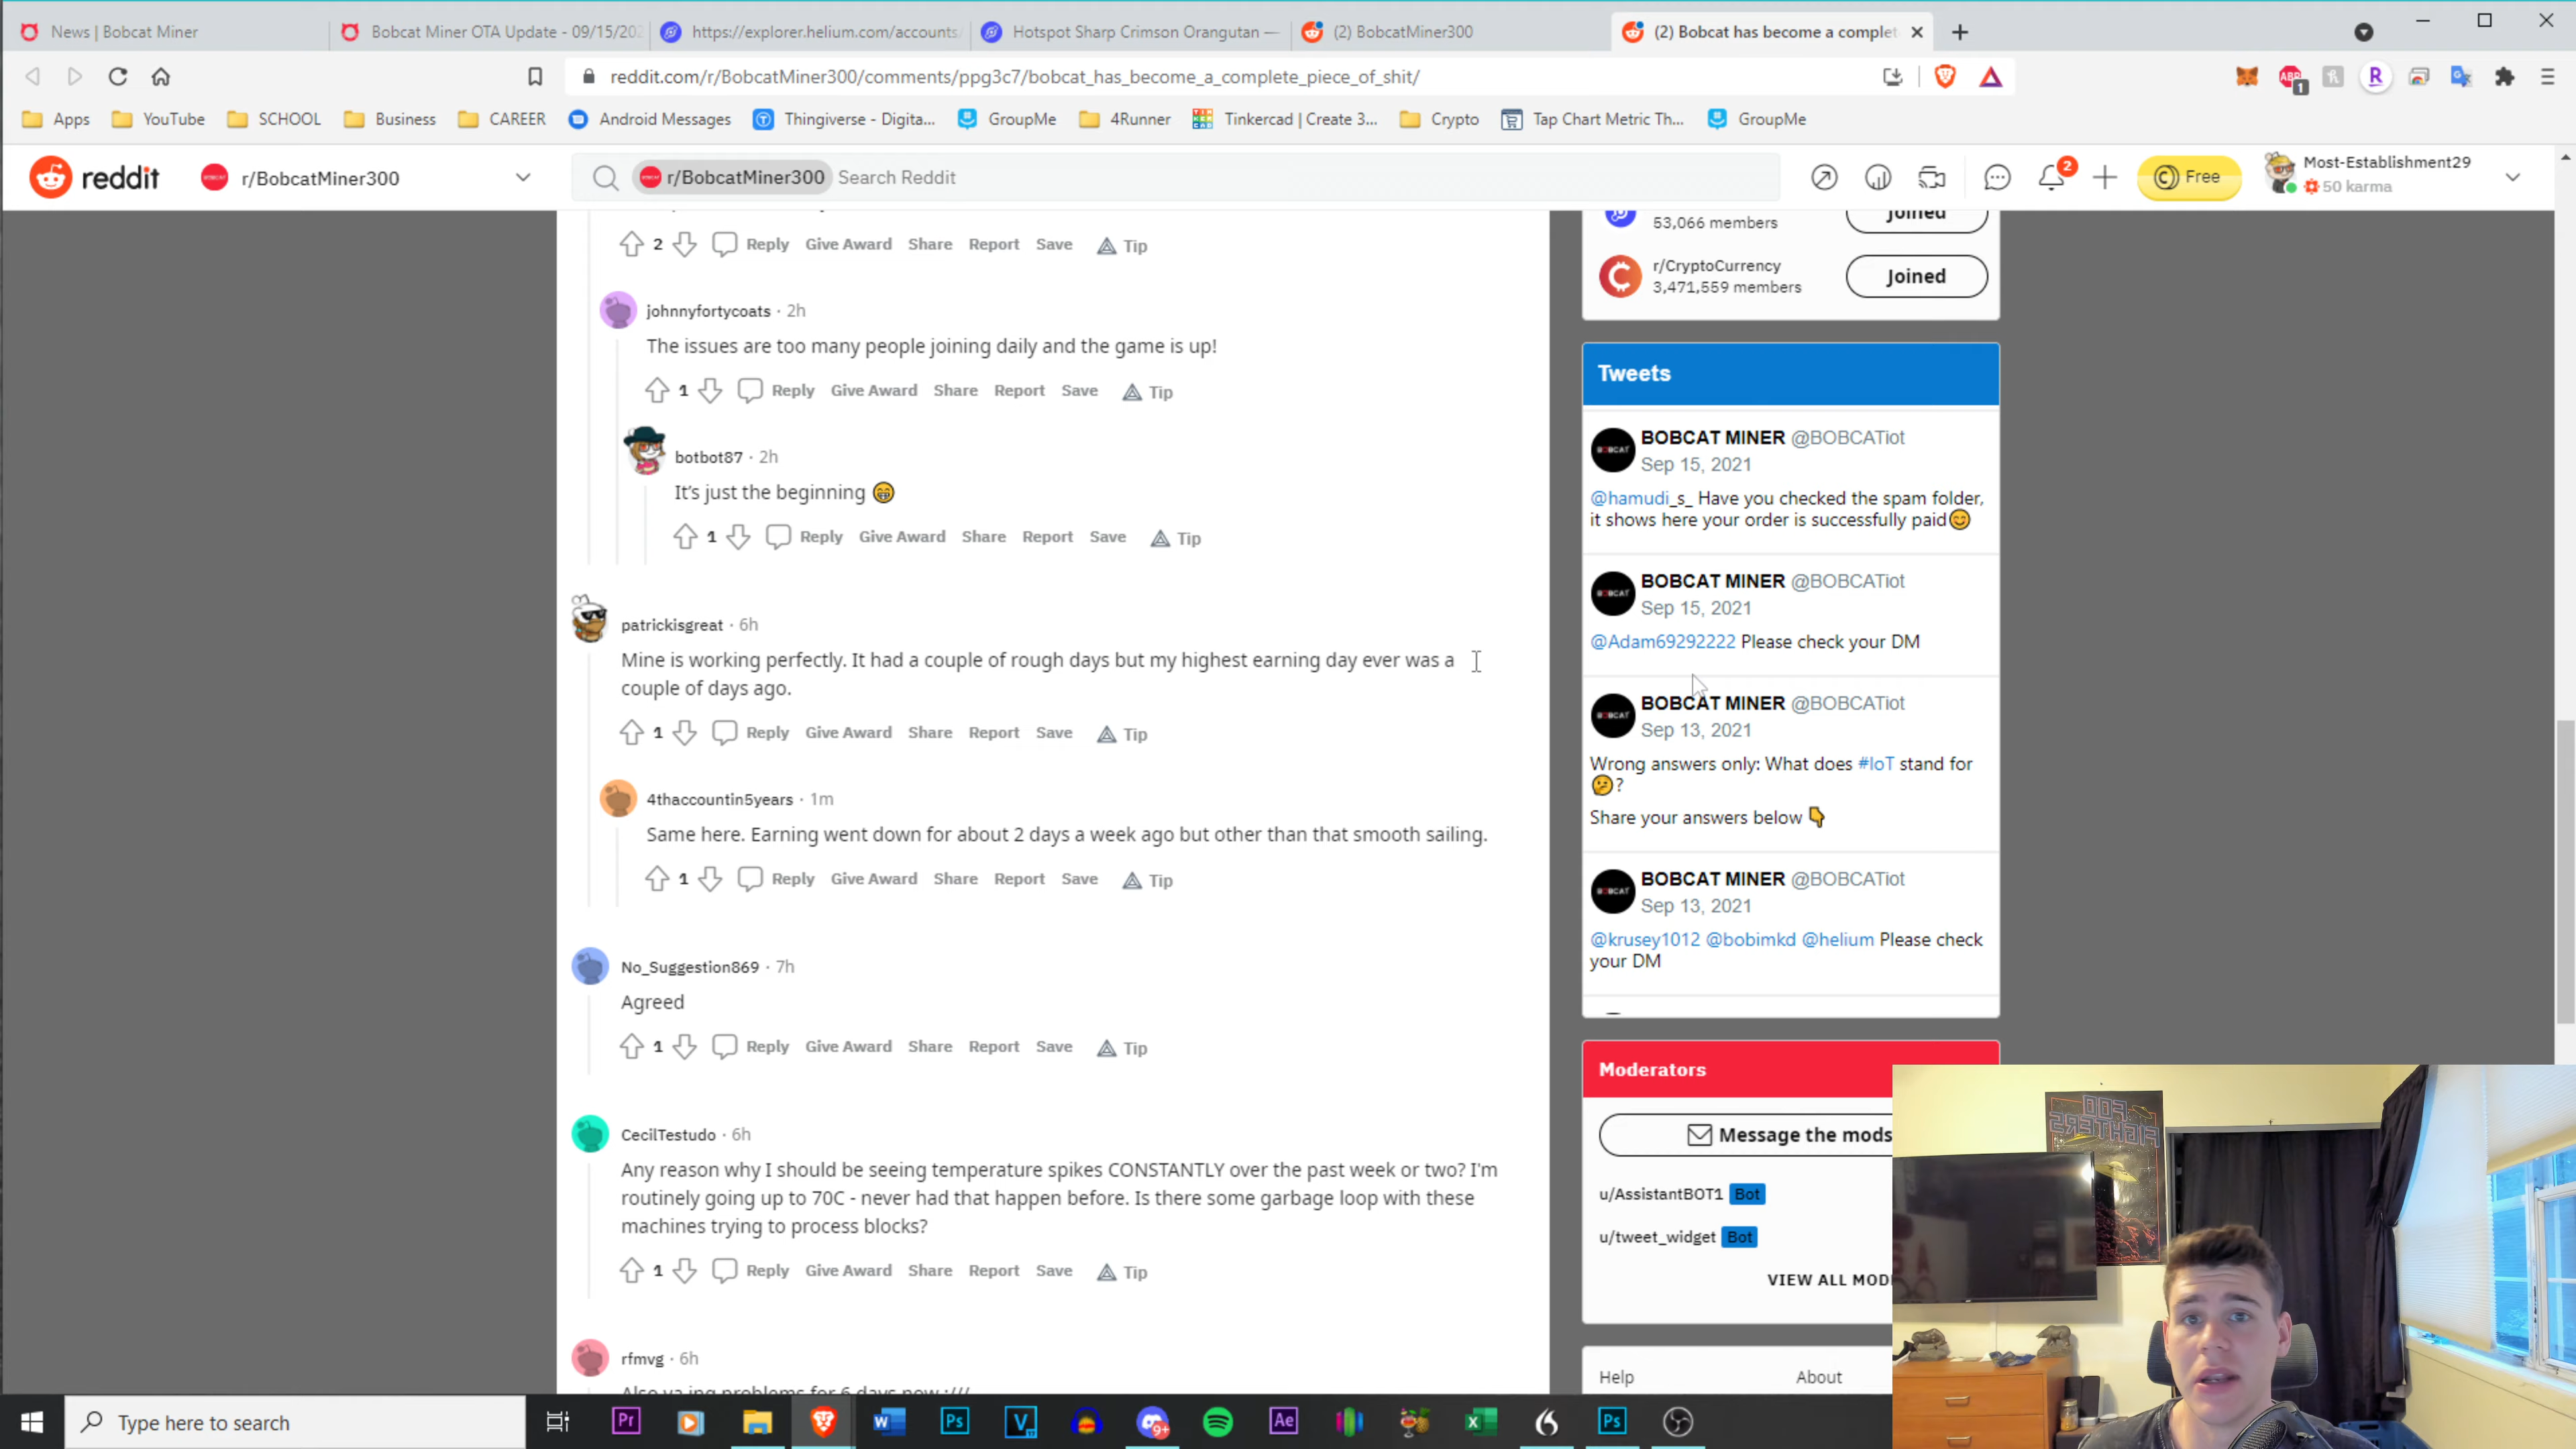 News | Bobcat Miner
Bobcat Miner OTA Update - 09/15/202
https://explorer.helium.com/accounts/
Hotspot Sharp Crimson Orangutan —
(2) BobcatMiner300
(2) Bobcat has become a complet
reddit.com/r/BobcatMiner300/comments/ppg3c7/bobcat_has_become_a_complete_piece_of_shit/
ABP
1
R
Apps
YouTube
SCHOOL
Business
CAREER
Android Messages
Thingiverse - Digita...
GroupMe
4Runner
Tinkercad | Create 3...
Crypto
Tap Chart Metric Th...
GroupMe
reddit
r/BobcatMiner300
r/BobcatMiner300 Search Reddit
2
Free
Most-Establishment29
50 karma
2 Reply Give Award Share Report Save Tip
johnnyfortycoats · 2h
The issues are too many people joining daily and the game is up!
1 Reply Give Award Share Report Save Tip
botbot87 · 2h
It's just the beginning 😁
1 Reply Give Award Share Report Save Tip
patrickisgreat · 6h
Mine is working perfectly. It had a couple of rough days but my highest earning day ever was a
couple of days ago.
1 Reply Give Award Share Report Save Tip
4thaccountin5years · 1m
Same here. Earning went down for about 2 days a week ago but other than that smooth sailing.
1 Reply Give Award Share Report Save Tip
No_Suggestion869 · 7h
Agreed
1 Reply Give Award Share Report Save Tip
CecilTestudo · 6h
Any reason why I should be seeing temperature spikes CONSTANTLY over the past week or two? I'm
routinely going up to 70C - never had that happen before. Is there some garbage loop with these
machines trying to process blocks?
1 Reply Give Award Share Report Save Tip
rfmvg · 6h
53,066 members
Joined
r/CryptoCurrency
3,471,559 members
Joined
Tweets
BOBCAT MINER @BOBCATiot
Sep 15, 2021
@hamudi_s_ Have you checked the spam folder,
it shows here your order is successfully paid😊
BOBCAT MINER @BOBCATiot
Sep 15, 2021
@Adam69292222 Please check your DM
BOBCAT MINER @BOBCATiot
Sep 13, 2021
Wrong answers only: What does #IoT stand for
🤔?
Share your answers below 👇
BOBCAT MINER @BOBCATiot
Sep 13, 2021
@krusey1012 @bobimkd @helium Please check
your DM
Moderators
Message the mods
u/AssistantBOT1 Bot
u/tweet_widget Bot
VIEW ALL MOD
Help
About
FOO
FIGHTERS
Type here to search
Pr
W
Ps
V
9+
Ae
X
Ps